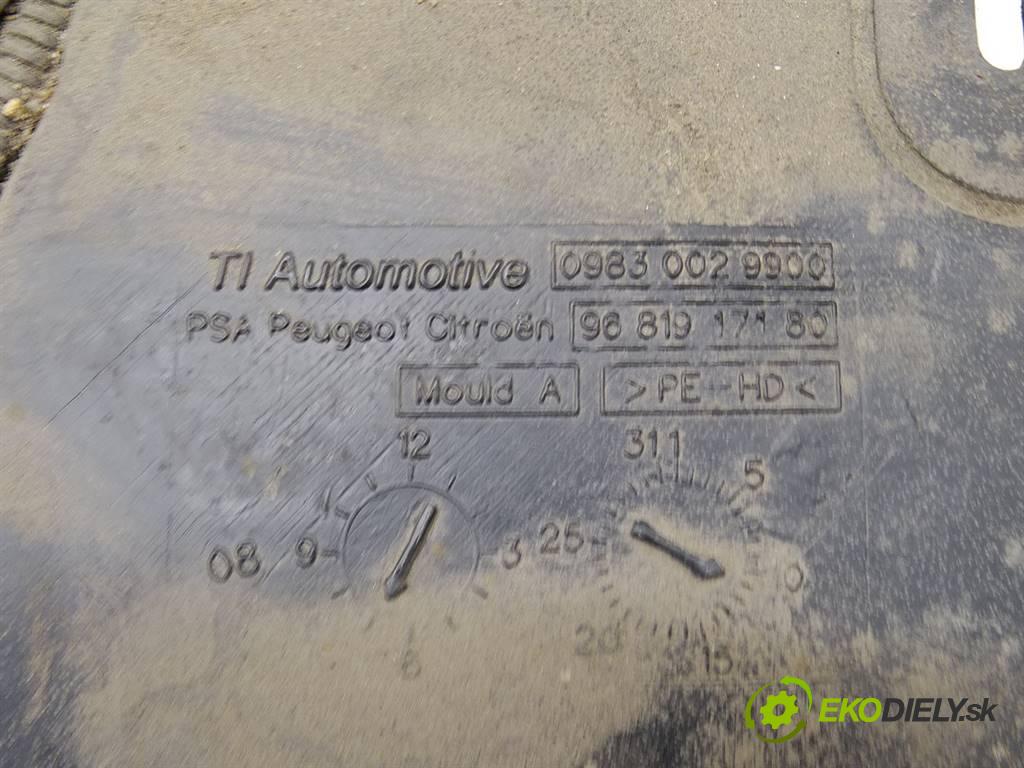 TI Automotive 0983 002 9900
PSA Peugeot Citroën 96 819 171 80
Mould A >PE-HD<
12
311
5
08 9 3 25
10
6 20 15
EKODIELY.sk